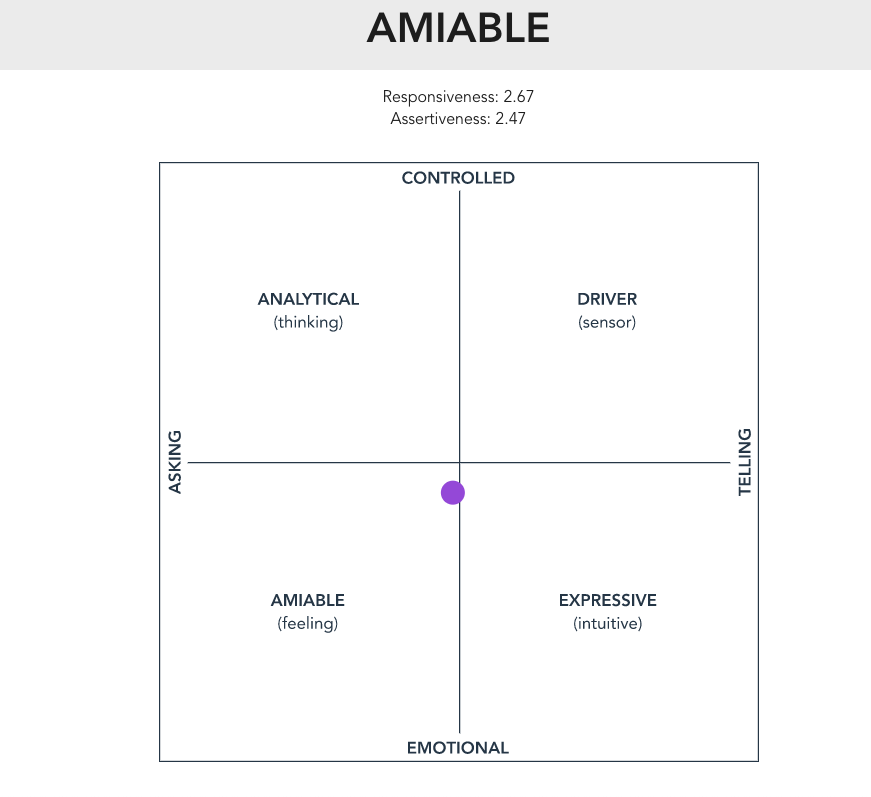 AMIABLE
Responsiveness: 2.67
Assertiveness: 2.47
CONTROLLED
ANALYTICAL
(thinking)
DRIVER
(sensor)
ASKING
TELLING
AMIABLE
(feeling)
EXPRESSIVE
(intuitive)
EMOTIONAL